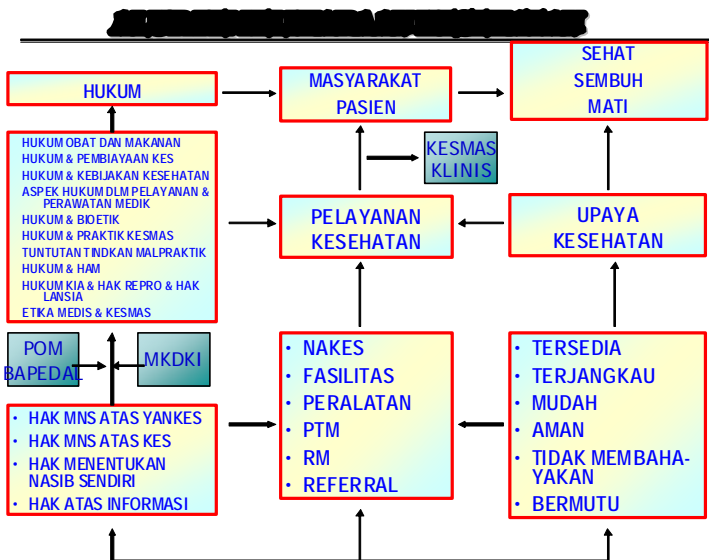 HUKUM
MASYARAKAT
PASIEN
SEHAT
SEMBUH
MATI
HUKUM OBAT DAN MAKANAN
HUKUM & PEMBIAYAAN KES
HUKUM & KEBIJAKAN KESEHATAN
ASPEK HUKUM DLM PELAYANAN &
PERAWATAN MEDIK
HUKUM & BIOETIK
HUKUM & PRAKTIK KESMAS
TUNTUTAN TINDKAN MALPRAKTIK
HUKUM & HAM
HUKUM KIA & HAK REPRO & HAK
LANSIA
ETIKA MEDIS & KESMAS
KESMAS
KLINIS
PELAYANAN
KESEHATAN
UPAYA
KESEHATAN
POM
BAPEDAL
MKDKI
• HAK MNS ATAS YANKES
• HAK MNS ATAS KES
• HAK MENENTUKAN
NASIB SENDIRI
• HAK ATAS INFORMASI
• NAKES
• FASILITAS
• PERALATAN
• PTM
• RM
• REFERRAL
• TERSEDIA
• TERJANGKAU
• MUDAH
• AMAN
• TIDAK MEMBAHA-
YAKAN
• BERMUTU